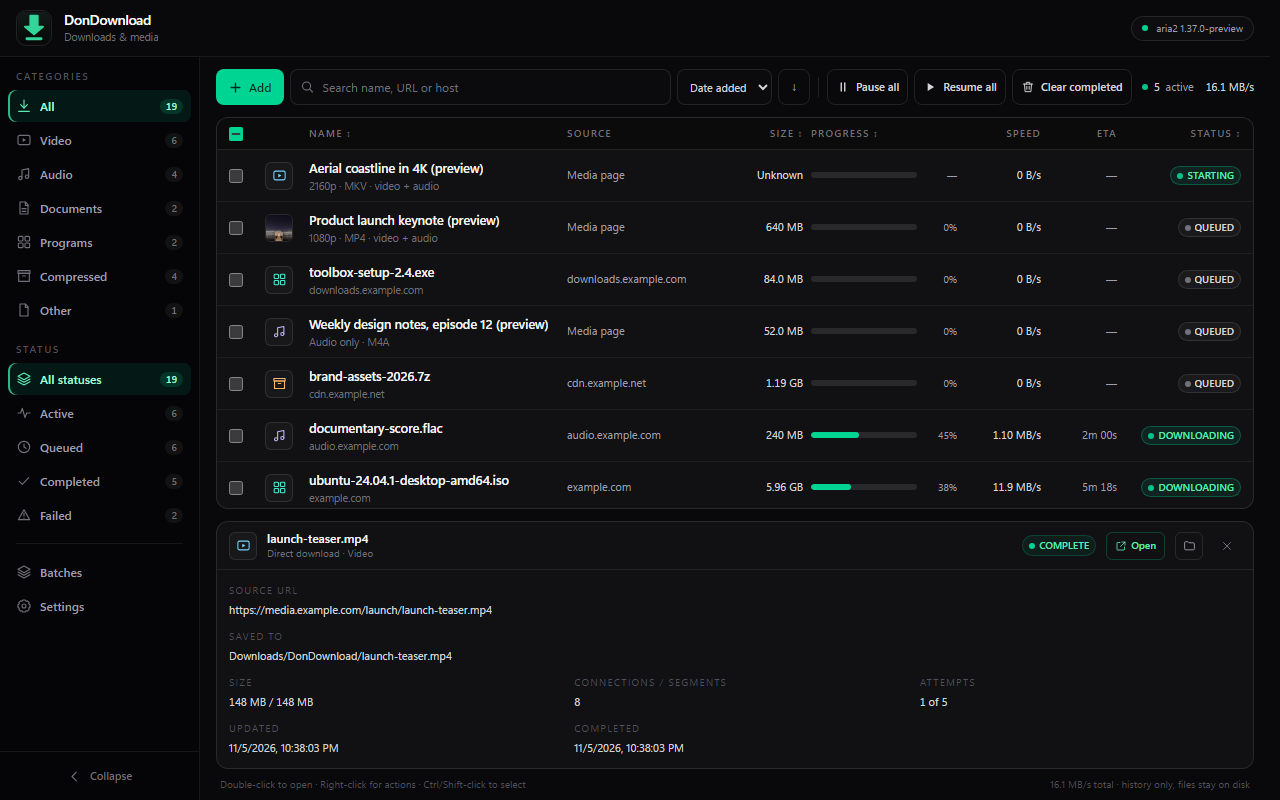 DonDownload
Downloads & media
aria2 1.37.0-preview
CATEGORIES
All 19
Video 6
Audio 4
Documents 2
Programs 2
Compressed 4
Other 1
STATUS
All statuses 19
Active 6
Queued 6
Completed 5
Failed 2
Batches
Settings
Collapse
+ Add Search name, URL or host Date added ↓ Pause all Resume all Clear completed 5 active 16.1 MB/s
NAME ↕ SOURCE SIZE ↕ PROGRESS ↕ SPEED ETA STATUS ↕
Aerial coastline in 4K (preview) Media page Unknown — 0 B/s — STARTING
2160p · MKV · video + audio
Product launch keynote (preview) Media page 640 MB 0% 0 B/s — QUEUED
1080p · MP4 · video + audio
toolbox-setup-2.4.exe downloads.example.com 84.0 MB 0% 0 B/s — QUEUED
downloads.example.com
Weekly design notes, episode 12 (preview) Media page 52.0 MB 0% 0 B/s — QUEUED
Audio only · M4A
brand-assets-2026.7z cdn.example.net 1.19 GB 0% 0 B/s — QUEUED
cdn.example.net
documentary-score.flac audio.example.com 240 MB 45% 1.10 MB/s 2m 00s DOWNLOADING
audio.example.com
ubuntu-24.04.1-desktop-amd64.iso example.com 5.96 GB 38% 11.9 MB/s 5m 18s DOWNLOADING
example.com
launch-teaser.mp4 COMPLETE Open
Direct download · Video
SOURCE URL
https://media.example.com/launch/launch-teaser.mp4
SAVED TO
Downloads/DonDownload/launch-teaser.mp4
SIZE CONNECTIONS / SEGMENTS ATTEMPTS
148 MB / 148 MB 8 1 of 5
UPDATED COMPLETED
11/5/2026, 10:38:03 PM 11/5/2026, 10:38:03 PM
Double-click to open · Right-click for actions · Ctrl/Shift-click to select 16.1 MB/s total · history only, files stay on disk